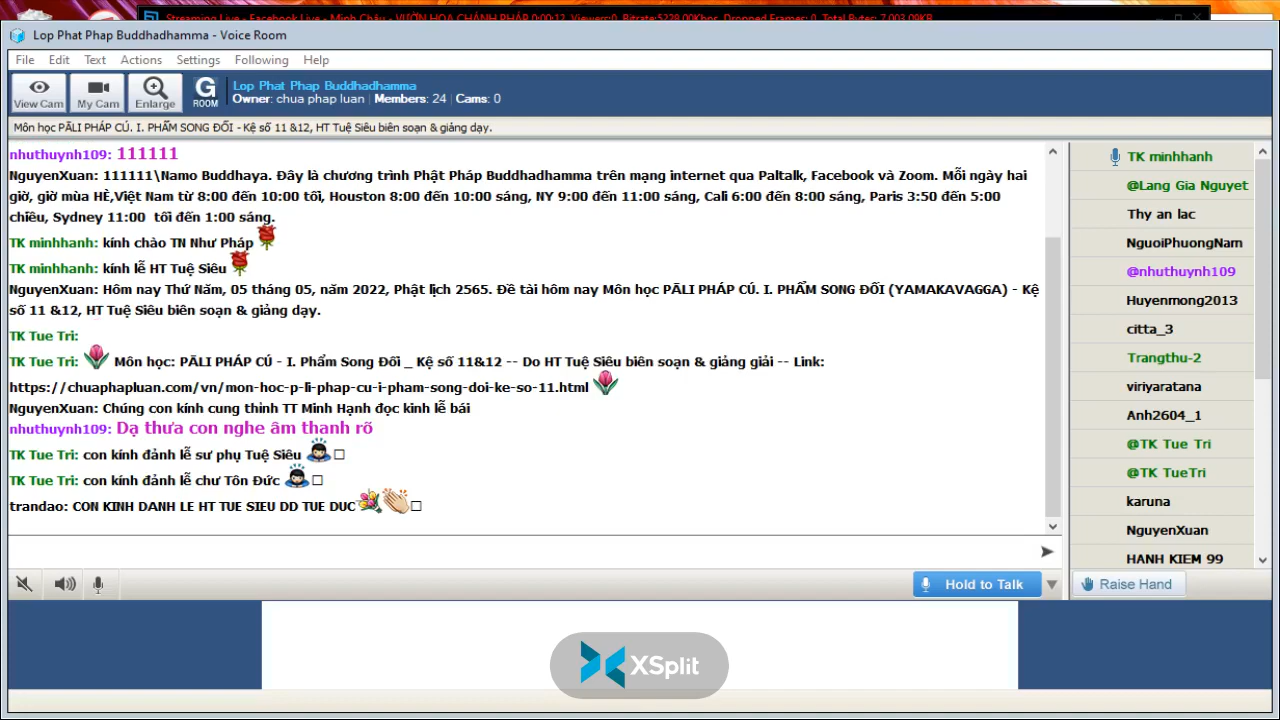 Streaming Live - Facebook Live - Minh Châu - VƯỜN HOA CHÁNH PHÁP 0:00:12, Viewers:0, Bitrate:5228.00Kbps, Dropped Frames: 0, Total Bytes: 7,003.09KB
Lop Phat Phap Buddhadhamma - Voice Room
File Edit Text Actions Settings Following Help
View Cam My Cam Enlarge G ROOM
Lop Phat Phap Buddhadhamma
Owner: chua phap luan | Members: 24 | Cams: 0
Môn học PĀLI PHÁP CÚ. I. PHẨM SONG ĐỐI - Kệ số 11 &12, HT Tuệ Siêu biên soạn & giảng dạy.
nhuthuynh109: 111111
NguyenXuan: 111111\Namo Buddhaya. Đây là chương trình Phật Pháp Buddhadhamma trên mạng internet qua Paltalk, Facebook và Zoom. Mỗi ngày hai
giờ, giờ mùa HÈ,Việt Nam từ 8:00 đến 10:00 tối, Houston 8:00 đến 10:00 sáng, NY 9:00 đến 11:00 sáng, Cali 6:00 đến 8:00 sáng, Paris 3:50 đến 5:00
chiều, Sydney 11:00 tối đến 1:00 sáng.
TK minhhanh: kính chào TN Như Pháp
TK minhhanh: kính lễ HT Tuệ Siêu
NguyenXuan: Hôm nay Thứ Năm, 05 tháng 05, năm 2022, Phật lịch 2565. Đề tài hôm nay Môn học PĀLI PHÁP CÚ. I. PHẨM SONG ĐỐI (YAMAKAVAGGA) - Kệ
số 11 &12, HT Tuệ Siêu biên soạn & giảng dạy.
TK Tue Tri:
TK Tue Tri: Môn học: PĀLI PHÁP CÚ - I. Phẩm Song Đối _ Kệ số 11&12 -- Do HT Tuệ Siêu biên soạn & giảng giải -- Link:
https://chuaphapluan.com/vn/mon-hoc-p-li-phap-cu-i-pham-song-doi-ke-so-11.html
NguyenXuan: Chúng con kính cung thỉnh TT Minh Hạnh đọc kinh lễ bái
nhuthuynh109: Dạ thưa con nghe âm thanh rõ
TK Tue Tri: con kính đảnh lễ sư phụ Tuệ Siêu
TK Tue Tri: con kính đảnh lễ chư Tôn Đức
trandao: CON KINH DANH LE HT TUE SIEU DD TUE DUC
TK minhhanh
@Lang Gia Nguyet
Thy an lac
NguoiPhuongNam
@nhuthuynh109
Huyenmong2013
citta_3
Trangthu-2
viriyaratana
Anh2604_1
@TK Tue Tri
@TK TueTri
karuna
NguyenXuan
HANH KIEM 99
Hold to Talk
Raise Hand
XSplit